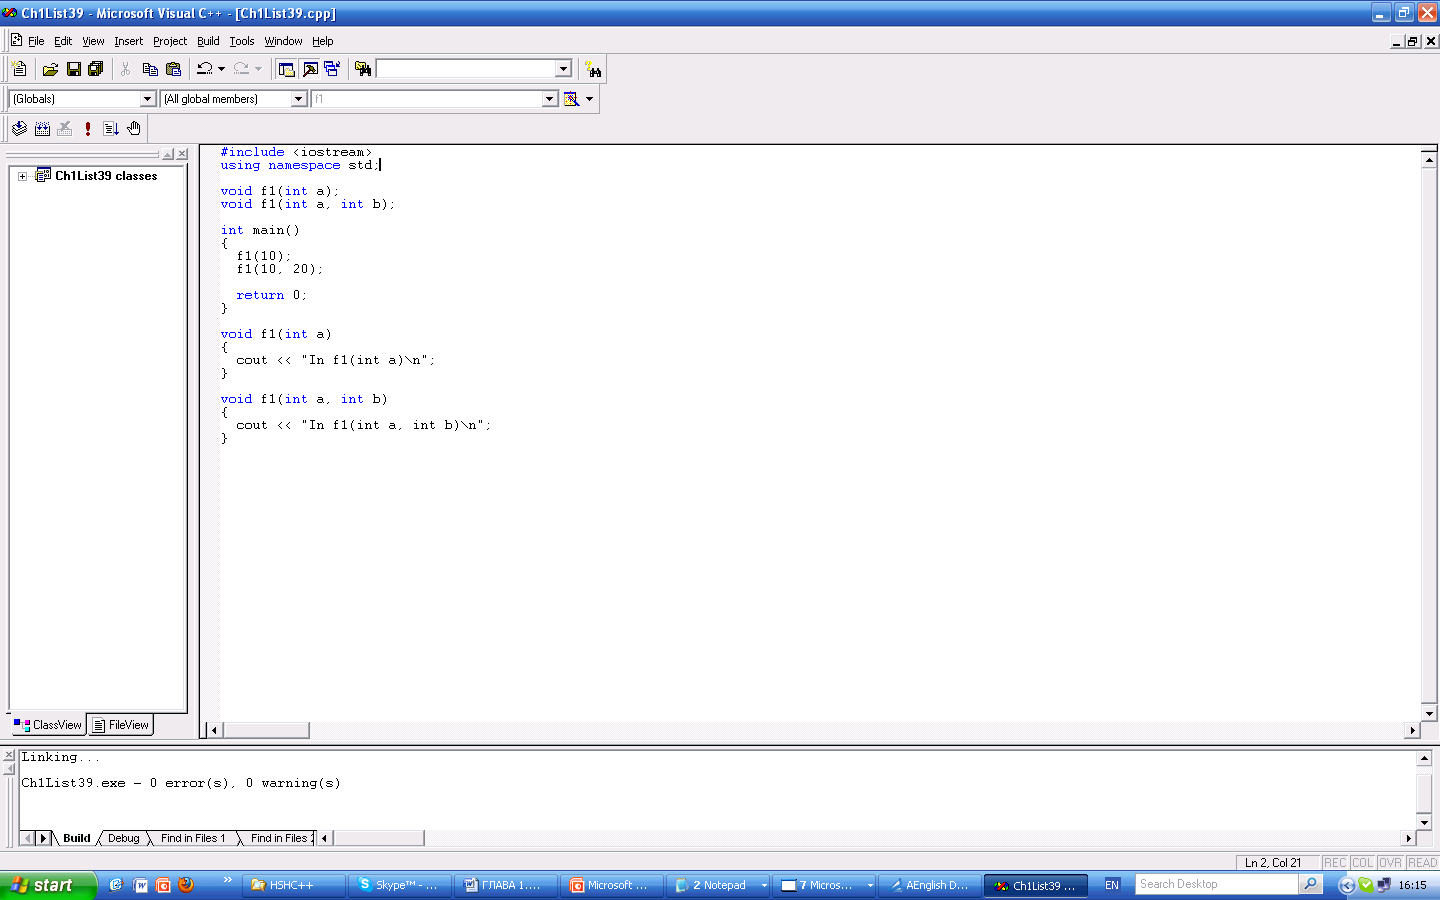 Ch1List39 - Microsoft Visual C++ - [Ch1List39.cpp]
File Edit View Insert Project Build Tools Window Help
(Globals) (All global members) f1
Ch1List39 classes
#include <iostream>
using namespace std;
void f1(int a);
void f1(int a, int b);
int main()
{
f1(10);
f1(10, 20);
return 0;
}
void f1(int a)
{
cout << "In f1(int a)\n";
}
void f1(int a, int b)
{
cout << "In f1(int a, int b)\n";
}
ClassView FileView
Linking...
Ch1List39.exe - 0 error(s), 0 warning(s)
Build Debug Find in Files 1 Find in Files 2
Ln 2, Col 21 REC COL OVR READ
start » HSHC++ Skype™ - ... ГЛАВА 1.... Microsoft ... 2 Notepad 7 Micros... AEnglish D... Ch1List39 ... EN Search Desktop 16:15